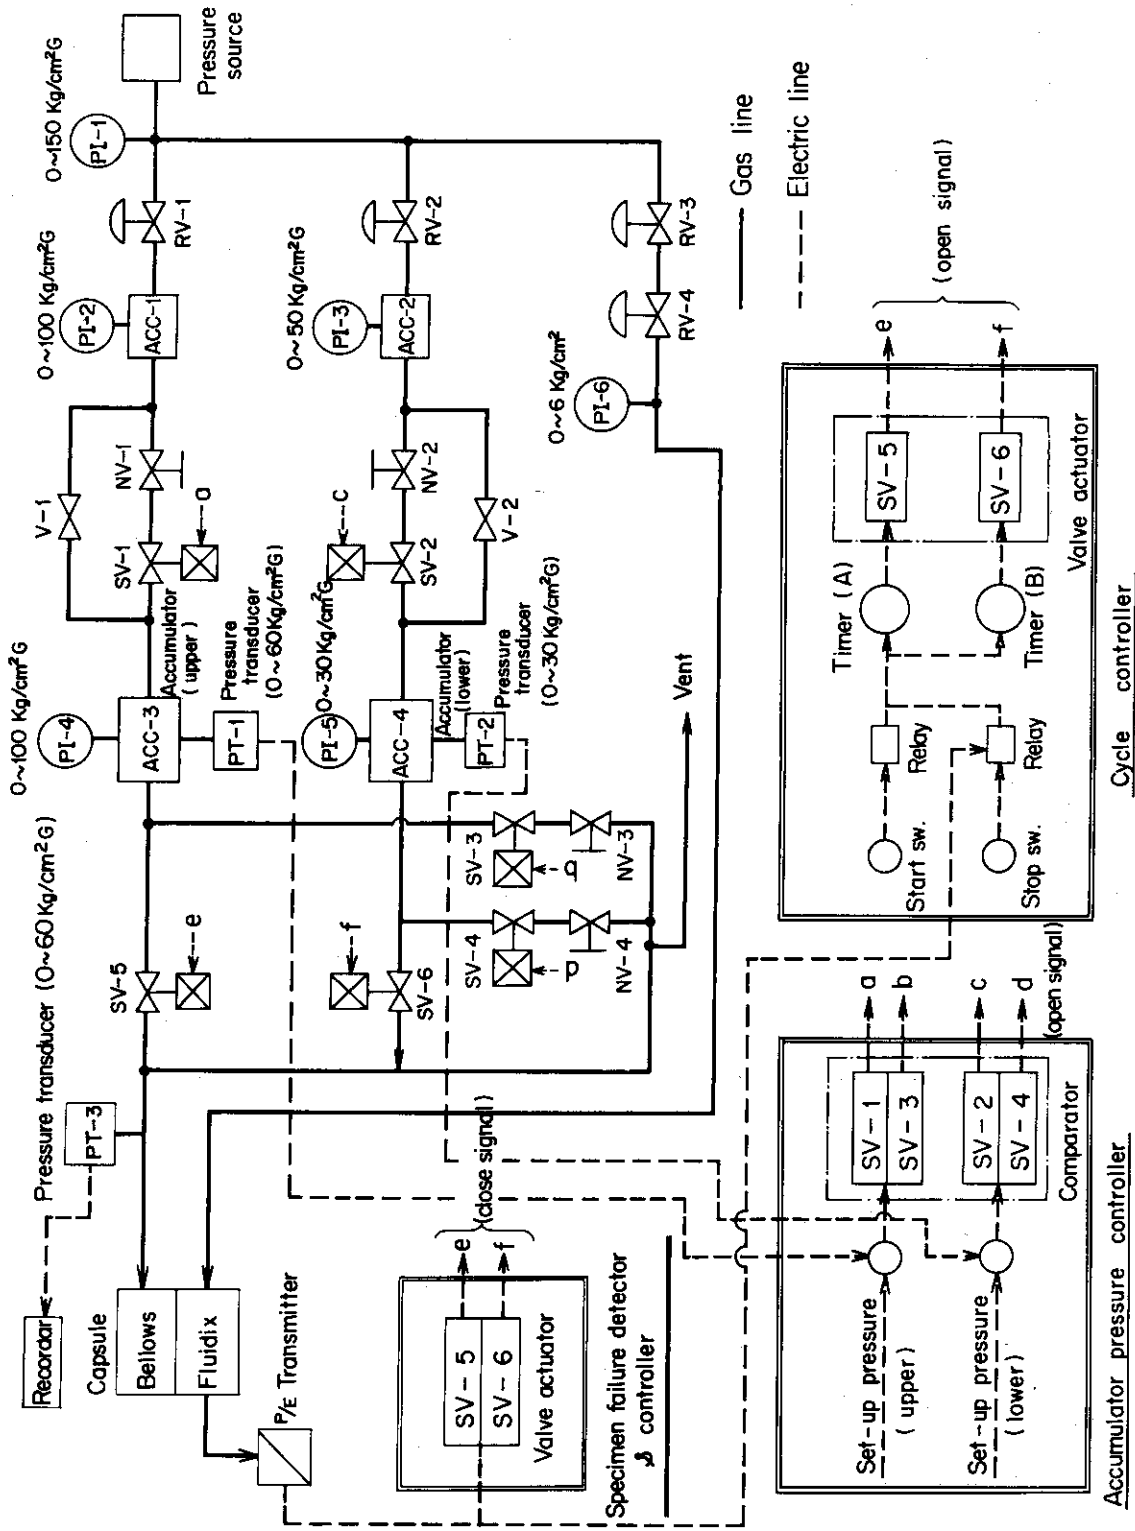 Recordar
Pressure transducer (0~60Kg/cm²G)
PT-3
Capsule
Bellows
Fluidix
P/E Transmitter
SV-5
e
0~100 Kg/cm²G
PI-4
ACC-3
Accumulator
(upper)
PT-1
Pressure
transducer
(0~60Kg/cm²G)
V-1
SV-1
NV-1
a
0~100 Kg/cm²G
PI-2
ACC-1
RV-1
0~150 Kg/cm²G
PI-1
Pressure
source
SV-6
f
PI-5
0~30Kg/cm²G
ACC-4
Accumulator
(lower)
PT-2
Pressure
transducer
(0~30Kg/cm²G)
SV-2
NV-2
c
V-2
0~50Kg/cm²G
PI-3
ACC-2
RV-2
SV-3
b
NV-3
SV-4
d
NV-4
Vent
0~6 Kg/cm²
PI-6
RV-4
RV-3
Gas line
Electric line
SV-5
SV-6
e
f
(close signal)
Valve actuator
Specimen failure detector
& controller
Set-up pressure
(upper)
Set-up pressure
(lower)
SV-1
SV-3
SV-2
SV-4
a
b
c
d
(open signal)
Comparator
Accumulator pressure controller
Start sw.
Relay
Stop sw.
Relay
Timer (A)
Timer (B)
SV-5
SV-6
Valve actuator
e
f
(open signal)
Cycle controller